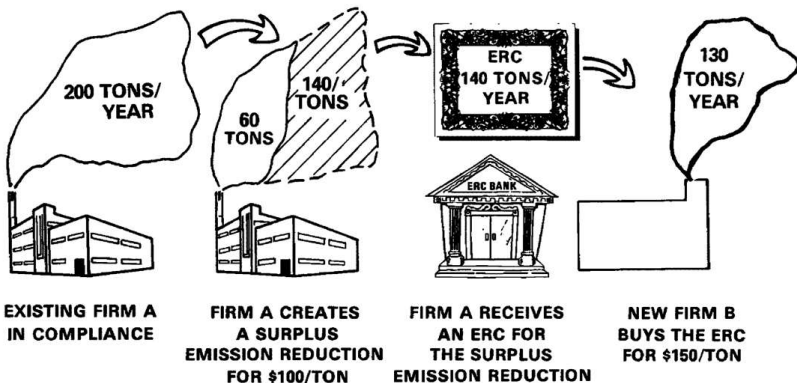 200 TONS/
YEAR
60
TONS
140/
TONS
ERC
140 TONS/
YEAR
130
TONS/
YEAR
ERC BANK
EXISTING FIRM A
IN COMPLIANCE
FIRM A CREATES
A SURPLUS
EMISSION REDUCTION
FOR $100/TON
FIRM A RECEIVES
AN ERC FOR
THE SURPLUS
EMISSION REDUCTION
NEW FIRM B
BUYS THE ERC
FOR $150/TON